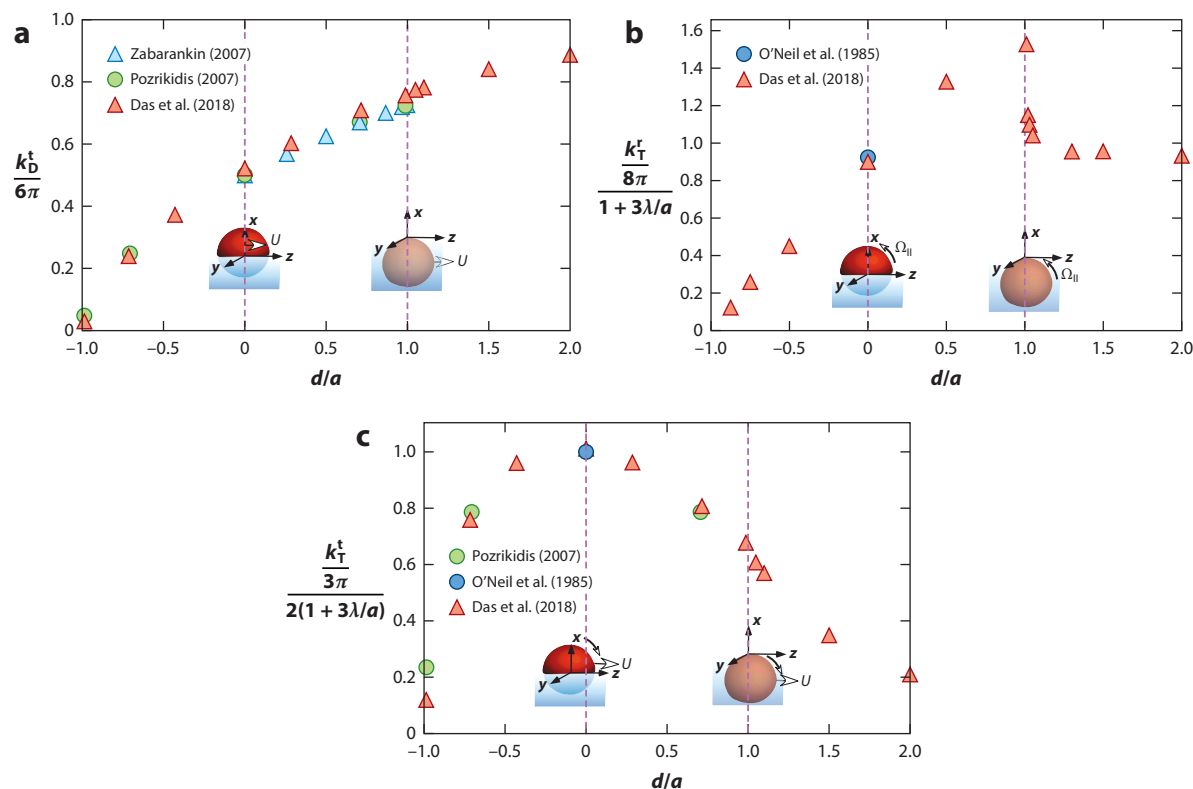 a
Zabarankin (2007)
Pozrikidis (2007)
Das et al. (2018)
k_D^t
6π
1.0
0.8
0.6
0.4
0.2
0
x
U
z
y
x
z
y
U
−1.0
−0.5
0
0.5
1.0
1.5
2.0
d/a
b
O'Neil et al. (1985)
Das et al. (2018)
k_T^r
8π
1 + 3λ/a
1.6
1.4
1.2
1.0
0.8
0.6
0.4
0.2
0
x
Ω_II
z
y
x
z
y
Ω_II
−1.0
−0.5
0
0.5
1.0
1.5
2.0
d/a
c
Pozrikidis (2007)
O'Neil et al. (1985)
Das et al. (2018)
k_T^t
3π
2(1 + 3λ/a)
1.0
0.8
0.6
0.4
0.2
0
x
U
z
y
x
z
y
U
−1.0
−0.5
0
0.5
1.0
1.5
2.0
d/a